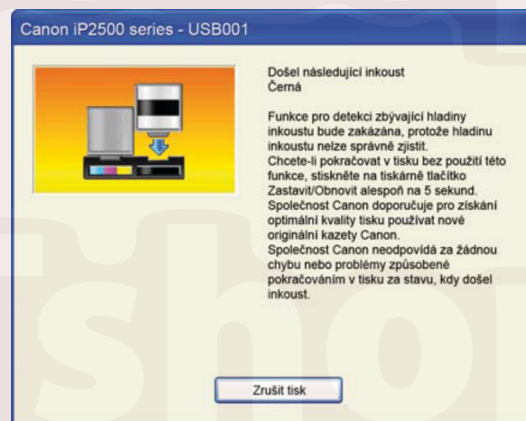 Canon iP2500 series - USB001
Došel následující inkoust
Černá
Funkce pro detekci zbývající hladiny
inkoustu bude zakázána, protože hladinu
inkoustu nelze správně zjistit.
Chcete-li pokračovat v tisku bez použití této
funkce, stiskněte na tiskárně tlačítko
Zastavit/Obnovit alespoň na 5 sekund.
Společnost Canon doporučuje pro získání
optimální kvality tisku používat nové
originální kazety Canon.
Společnost Canon neodpovídá za žádnou
chybu nebo problémy způsobené
pokračováním v tisku za stavu, kdy došel
inkoust.
Zrušit tisk